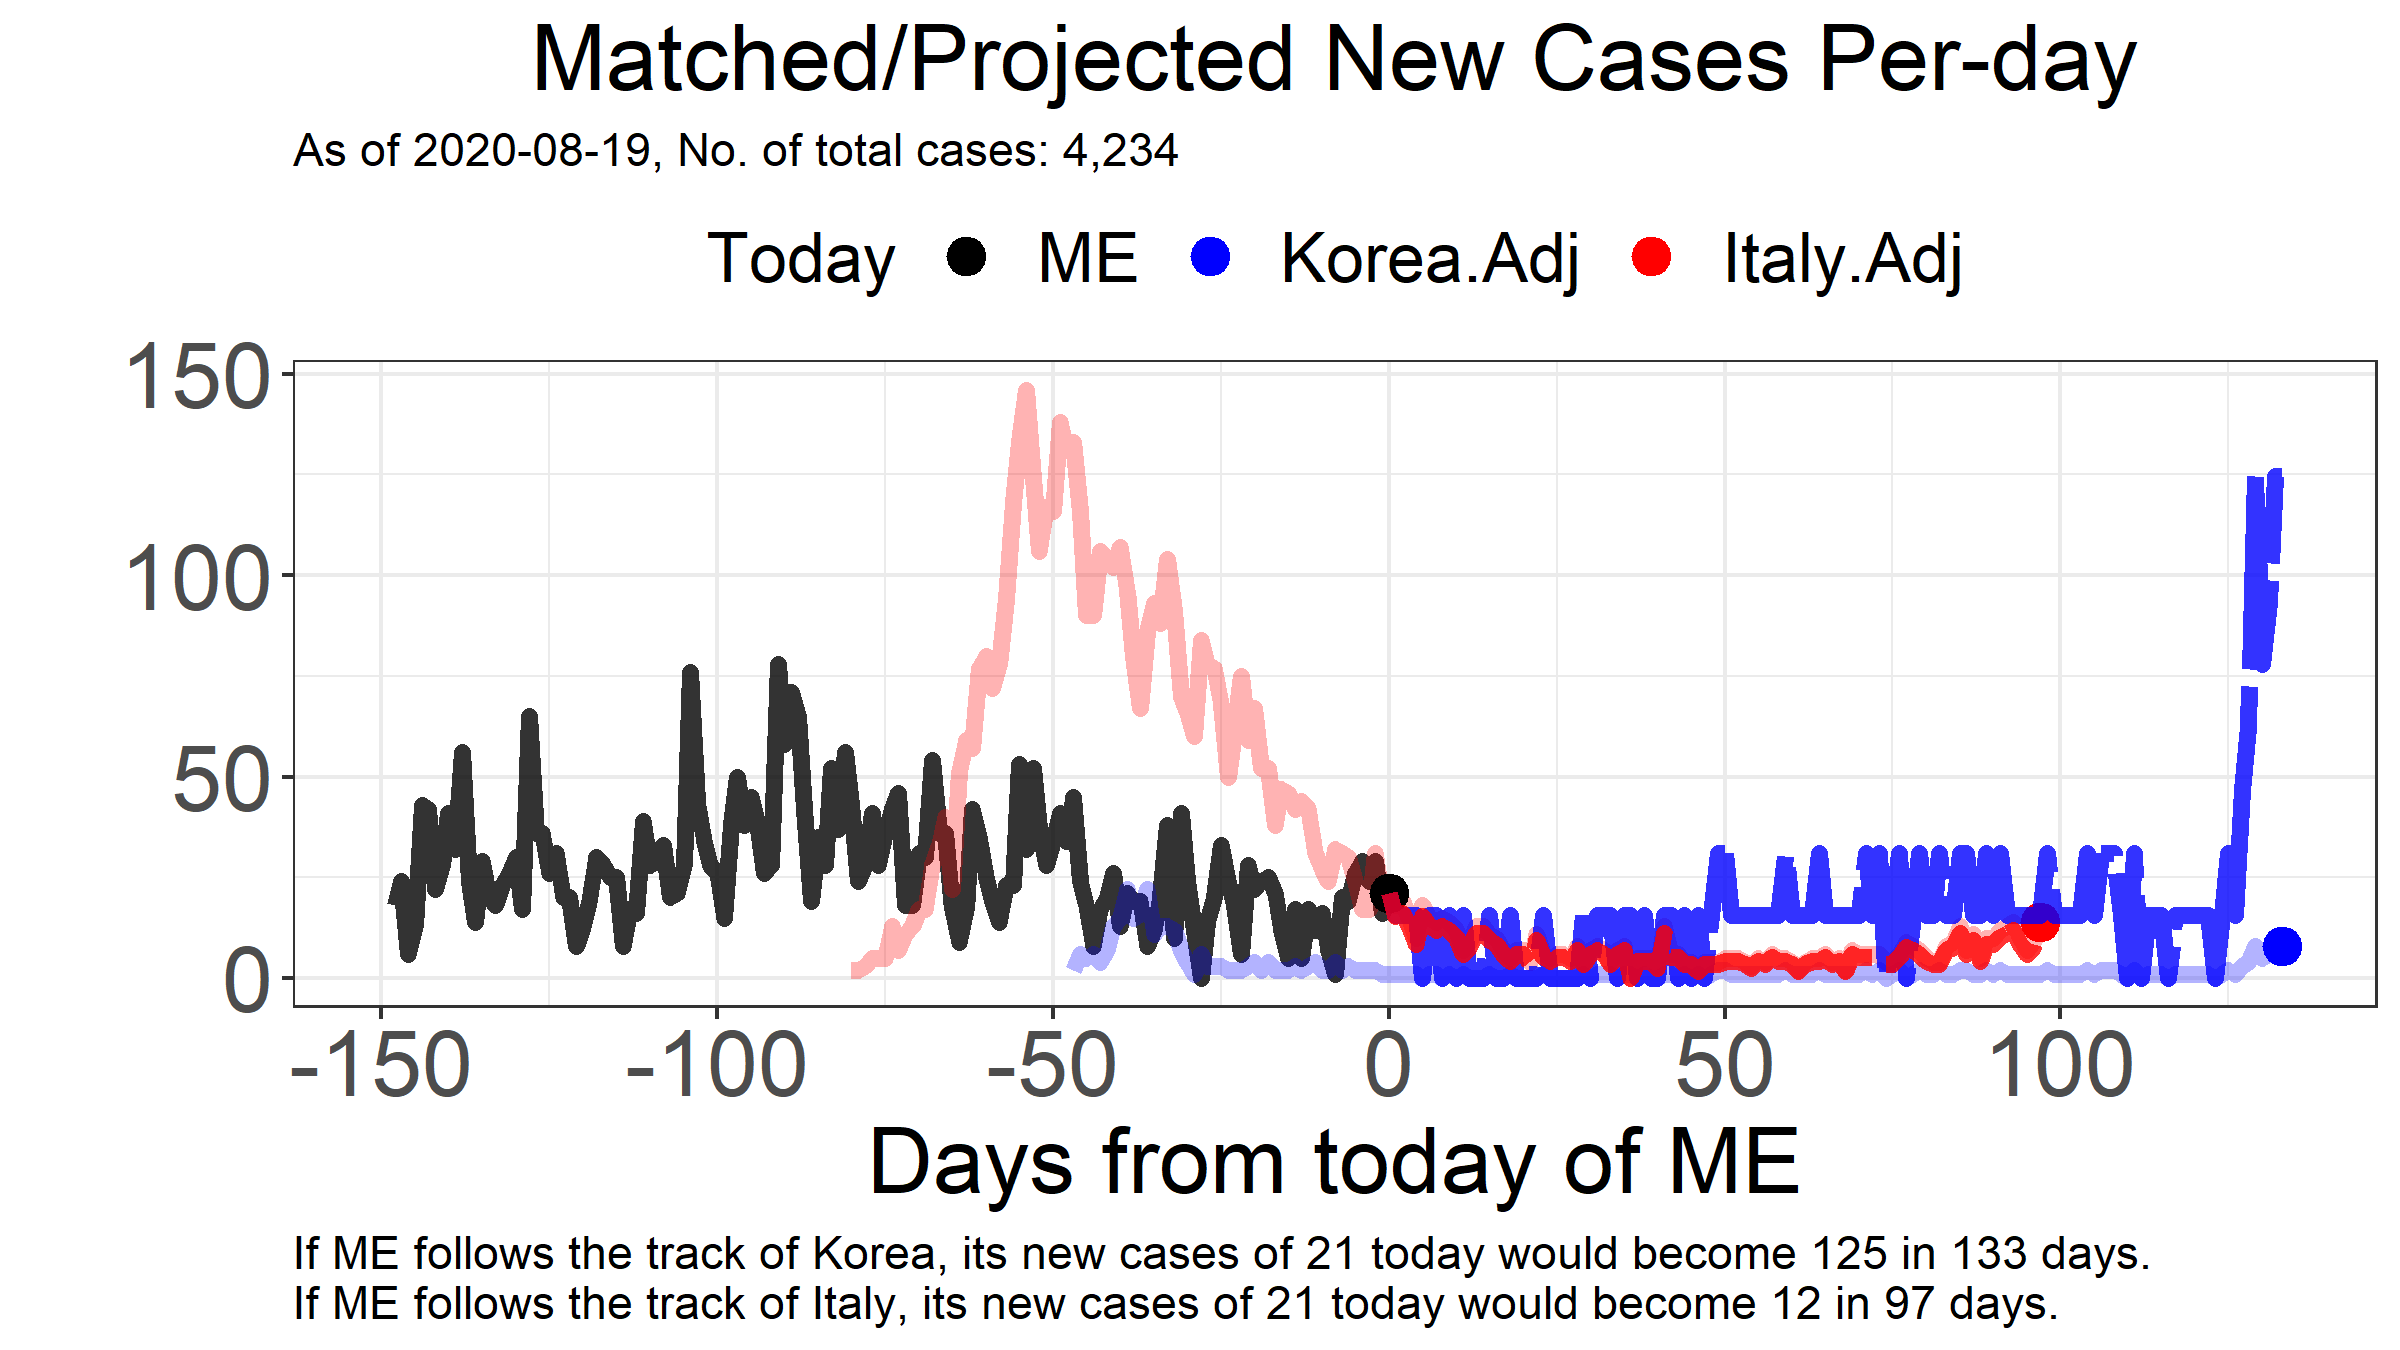 Matched/Projected New Cases Per-day
As of 2020-08-19, No. of total cases: 4,234
Today ME Korea.Adj Italy.Adj
150
100
50
0
-150 -100 -50 0 50 100
Days from today of ME
If ME follows the track of Korea, its new cases of 21 today would become 125 in 133 days.
If ME follows the track of Italy, its new cases of 21 today would become 12 in 97 days.